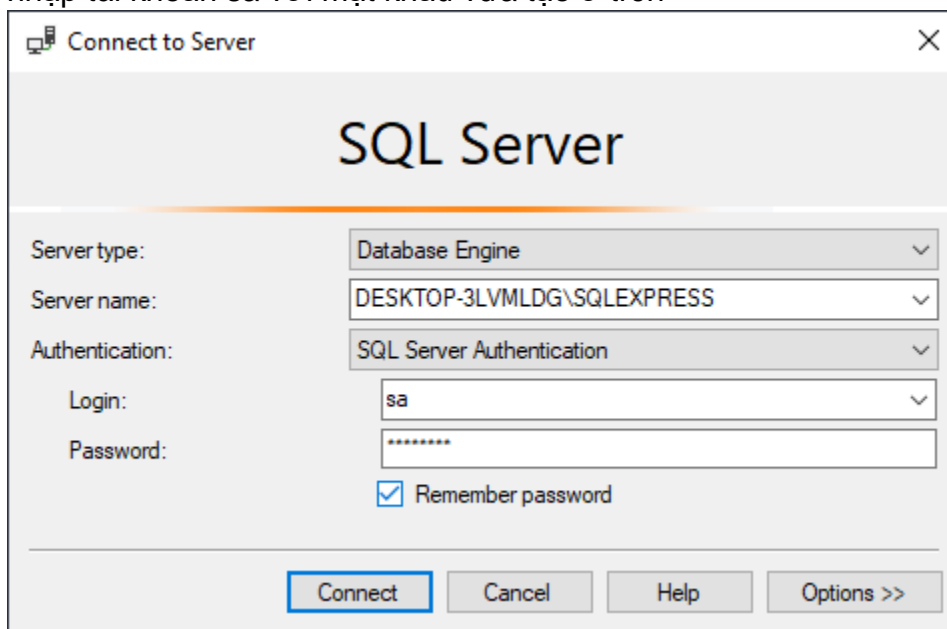 Connect to Server
SQL Server
Server type: Database Engine
Server name: DESKTOP-3LVMLDG\SQLEXPRESS
Authentication: SQL Server Authentication
Login: sa
Password: ********
Remember password
Connect Cancel Help Options >>